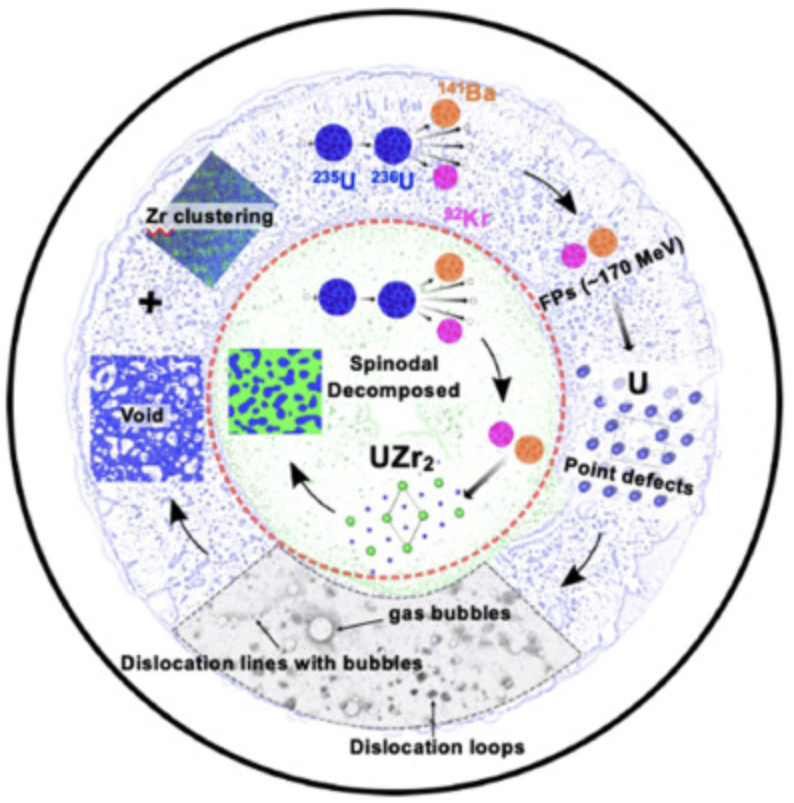 ¹⁴¹Ba
²³⁵U ²³⁶U
⁹²Kr
Zr clustering
FPs (~170 MeV)
+
Spinodal
Decomposed
U
Void
UZr₂
Point defects
gas bubbles
Dislocation lines with bubbles
Dislocation loops